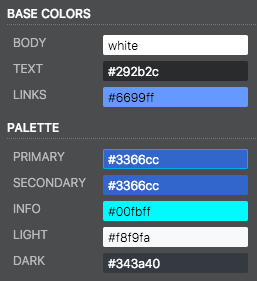 BASE COLORS
BODY white
TEXT #292b2c
LINKS #6699ff
PALETTE
PRIMARY #3366cc
SECONDARY #3366cc
INFO #00fbff
LIGHT #f8f9fa
DARK #343a40